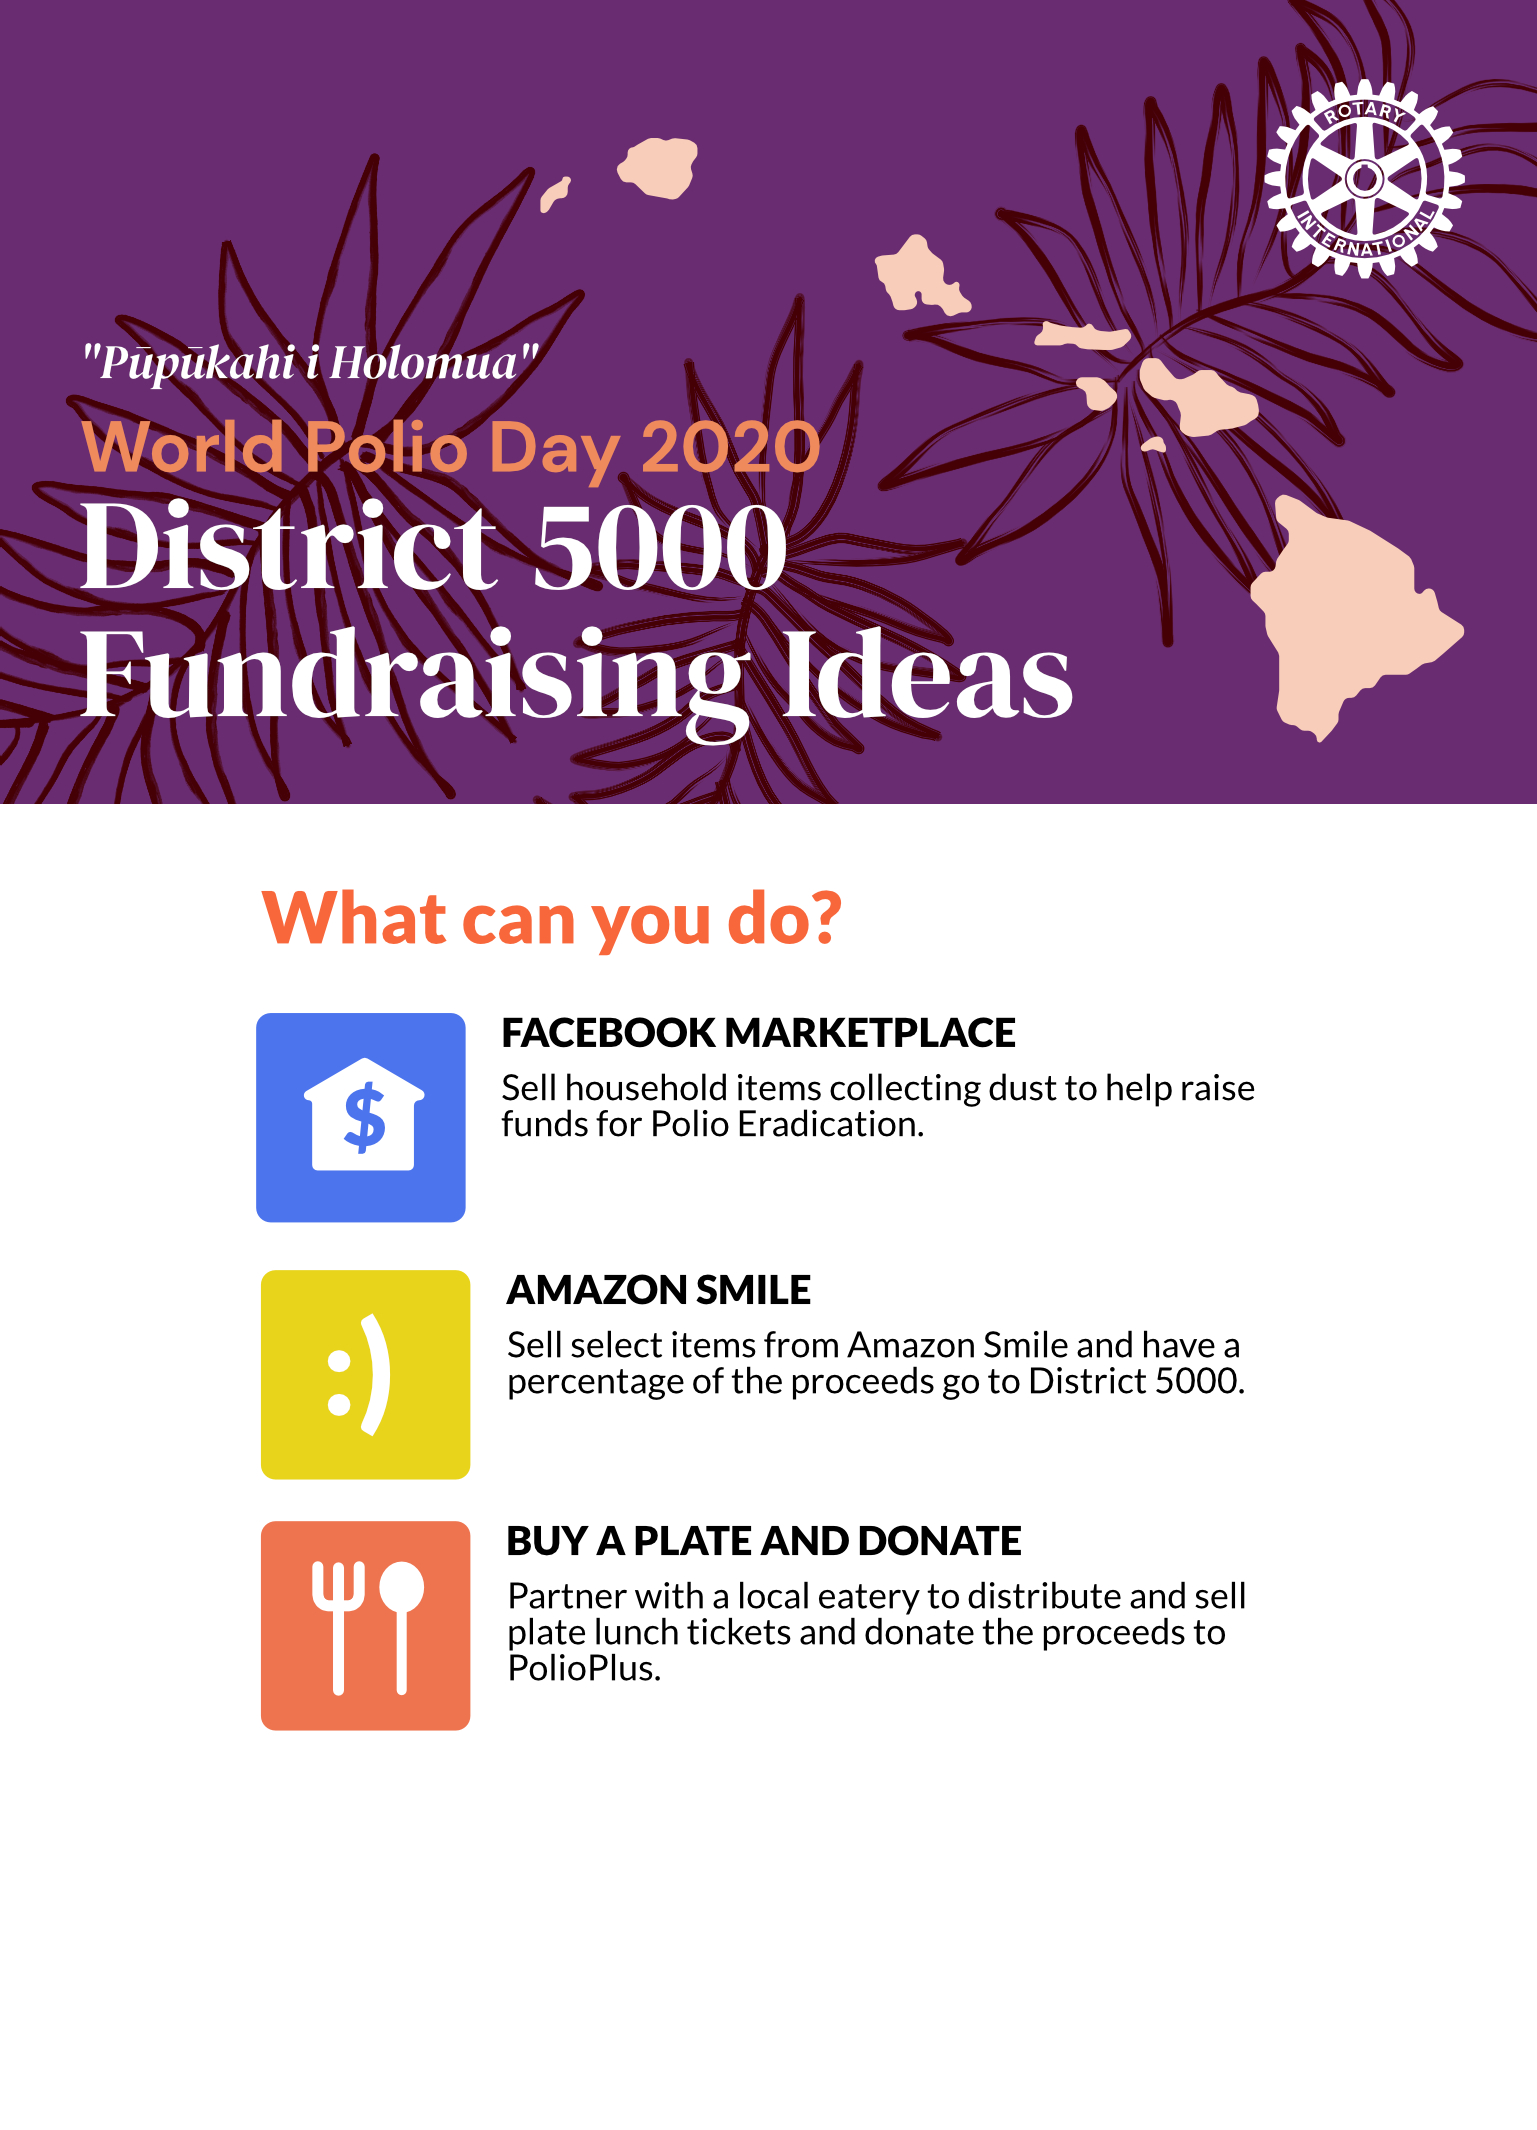 ROTARY
INTERNATIONAL
"Pūpūkahi i Holomua"
World Polio Day 2020
District 5000
Fundraising Ideas
What can you do?
$
FACEBOOK MARKETPLACE
Sell household items collecting dust to help raise
funds for Polio Eradication.
:)
AMAZON SMILE
Sell select items from Amazon Smile and have a
percentage of the proceeds go to District 5000.
BUY A PLATE AND DONATE
Partner with a local eatery to distribute and sell
plate lunch tickets and donate the proceeds to
PolioPlus.